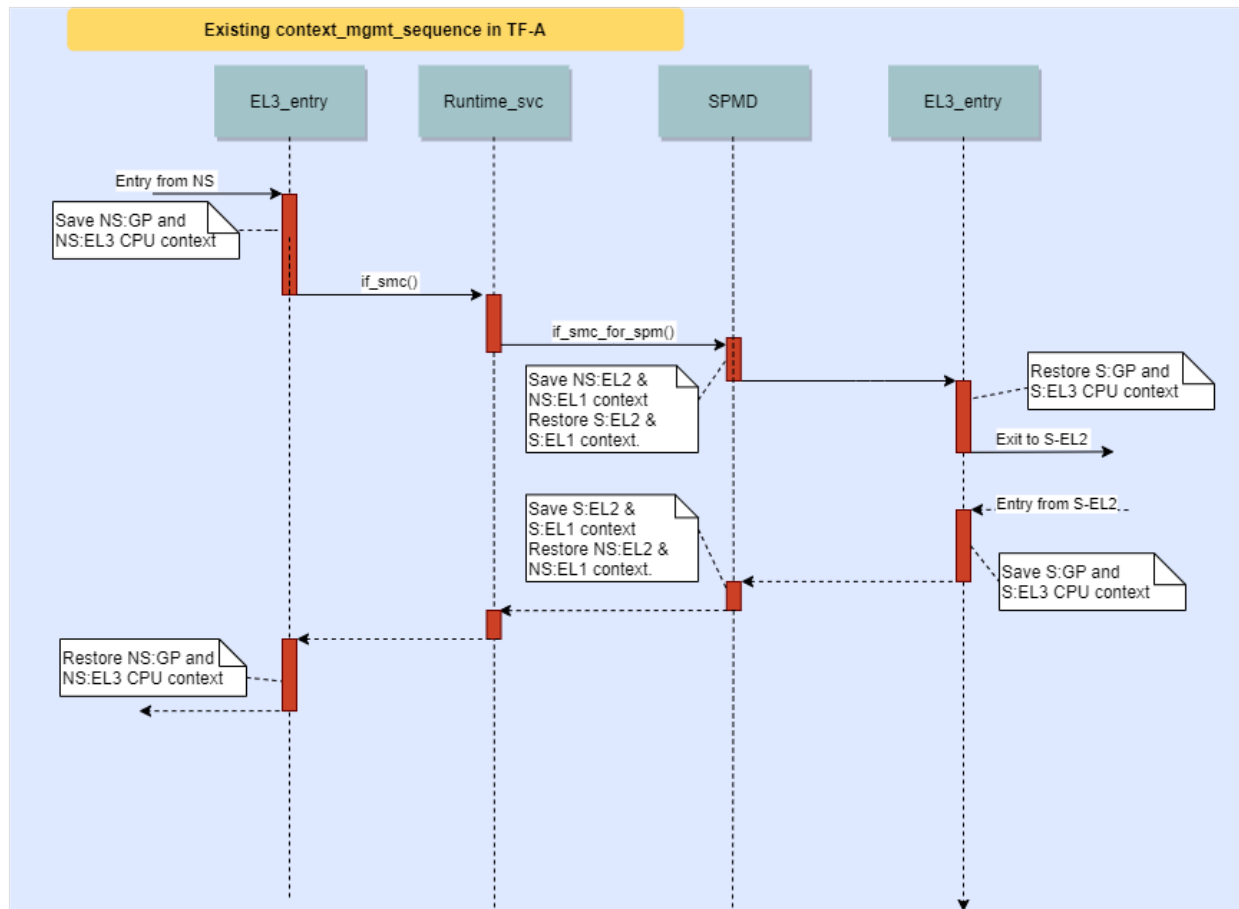 Existing context_mgmt_sequence in TF-A
EL3_entry
Runtime_svc
SPMD
EL3_entry
Entry from NS
Save NS:GP and
NS:EL3 CPU context
if_smc()
if_smc_for_spm()
Save NS:EL2 &
NS:EL1 context
Restore S:EL2 &
S:EL1 context.
Restore S:GP and
S:EL3 CPU context
Exit to S-EL2
Entry from S-EL2
Save S:EL2 &
S:EL1 context
Restore NS:EL2 &
NS:EL1 context.
Save S:GP and
S:EL3 CPU context
Restore NS:GP and
NS:EL3 CPU context